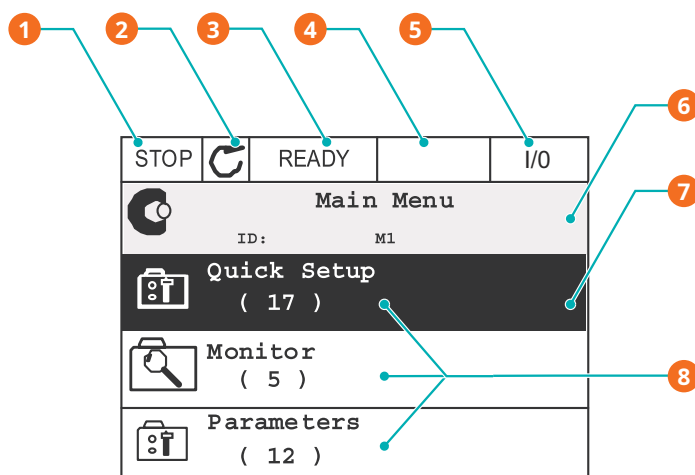 1 2 3 4 5
6
7
STOP READY I/0
Main Menu
ID: M1
Quick Setup
( 17 )
Monitor
( 5 )
8
Parameters
( 12 )